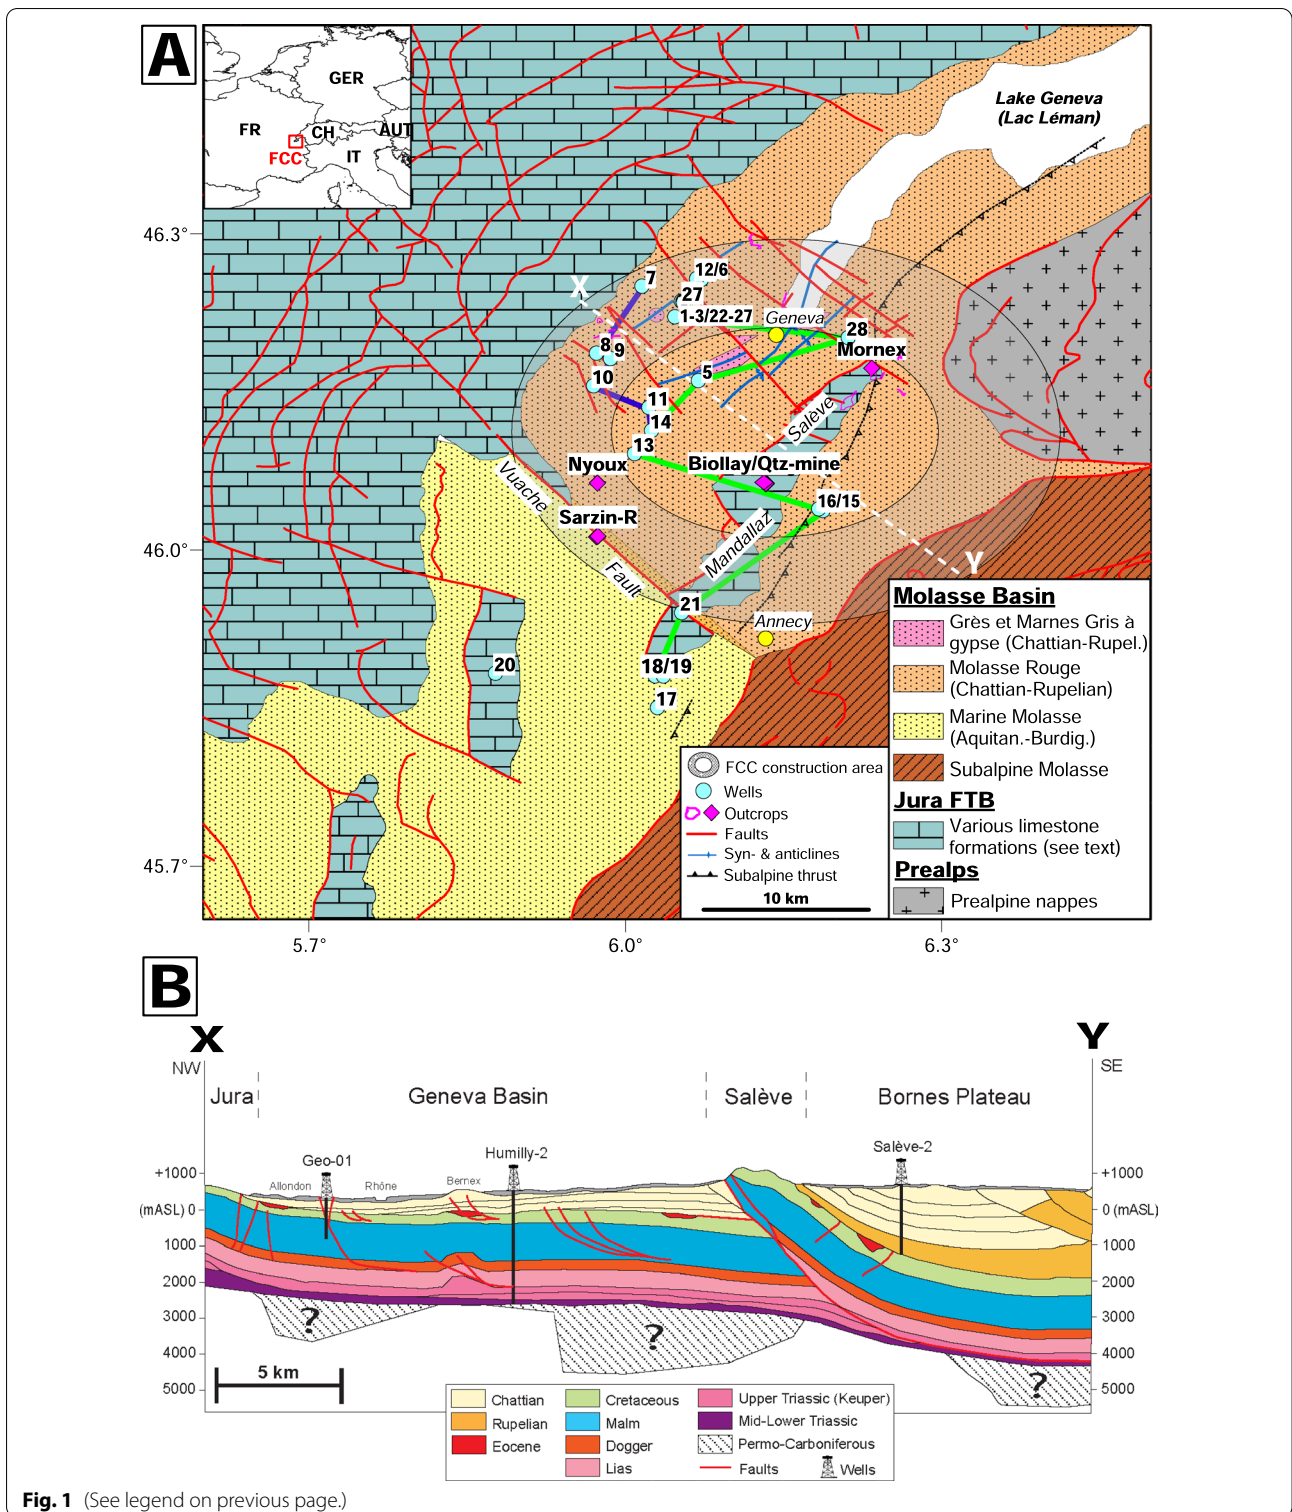 A
GER
FR
CH
AUT
FCC
IT
Lake Geneva
(Lac Léman)
46.3°
46.0°
45.7°
5.7°
6.0°
6.3°
X
7
12/6
27
1-3/22-27
Geneva
28
Mornex
8
9
5
10
11
14
13
Salève
Nyoux
Biollay/Qtz-mine
Vuache
16/15
Sarzin-R
Mandallaz
Y
Fault
21
Annecy
20
18/19
17
FCC construction area
Wells
Outcrops
Faults
Syn- & anticlines
Subalpine thrust
10 km
Molasse Basin
Grès et Marnes Gris à
gypse (Chattian-Rupel.)
Molasse Rouge
(Chattian-Rupelian)
Marine Molasse
(Aquitan.-Burdig.)
Subalpine Molasse
Jura FTB
Various limestone
formations (see text)
Prealps
Prealpine nappes
B
X
Y
NW
SE
Jura
Geneva Basin
Salève
Bornes Plateau
Geo-01
Humilly-2
Salève-2
Allondon
Rhône
Bernex
+1000
(mASL) 0
1000
2000
3000
4000
5000
+1000
0 (mASL)
1000
2000
3000
4000
5000
?
?
?
5 km
Chattian
Rupelian
Eocene
Cretaceous
Malm
Dogger
Lias
Upper Triassic (Keuper)
Mid-Lower Triassic
Permo-Carboniferous
Faults
Wells
Fig. 1 (See legend on previous page.)